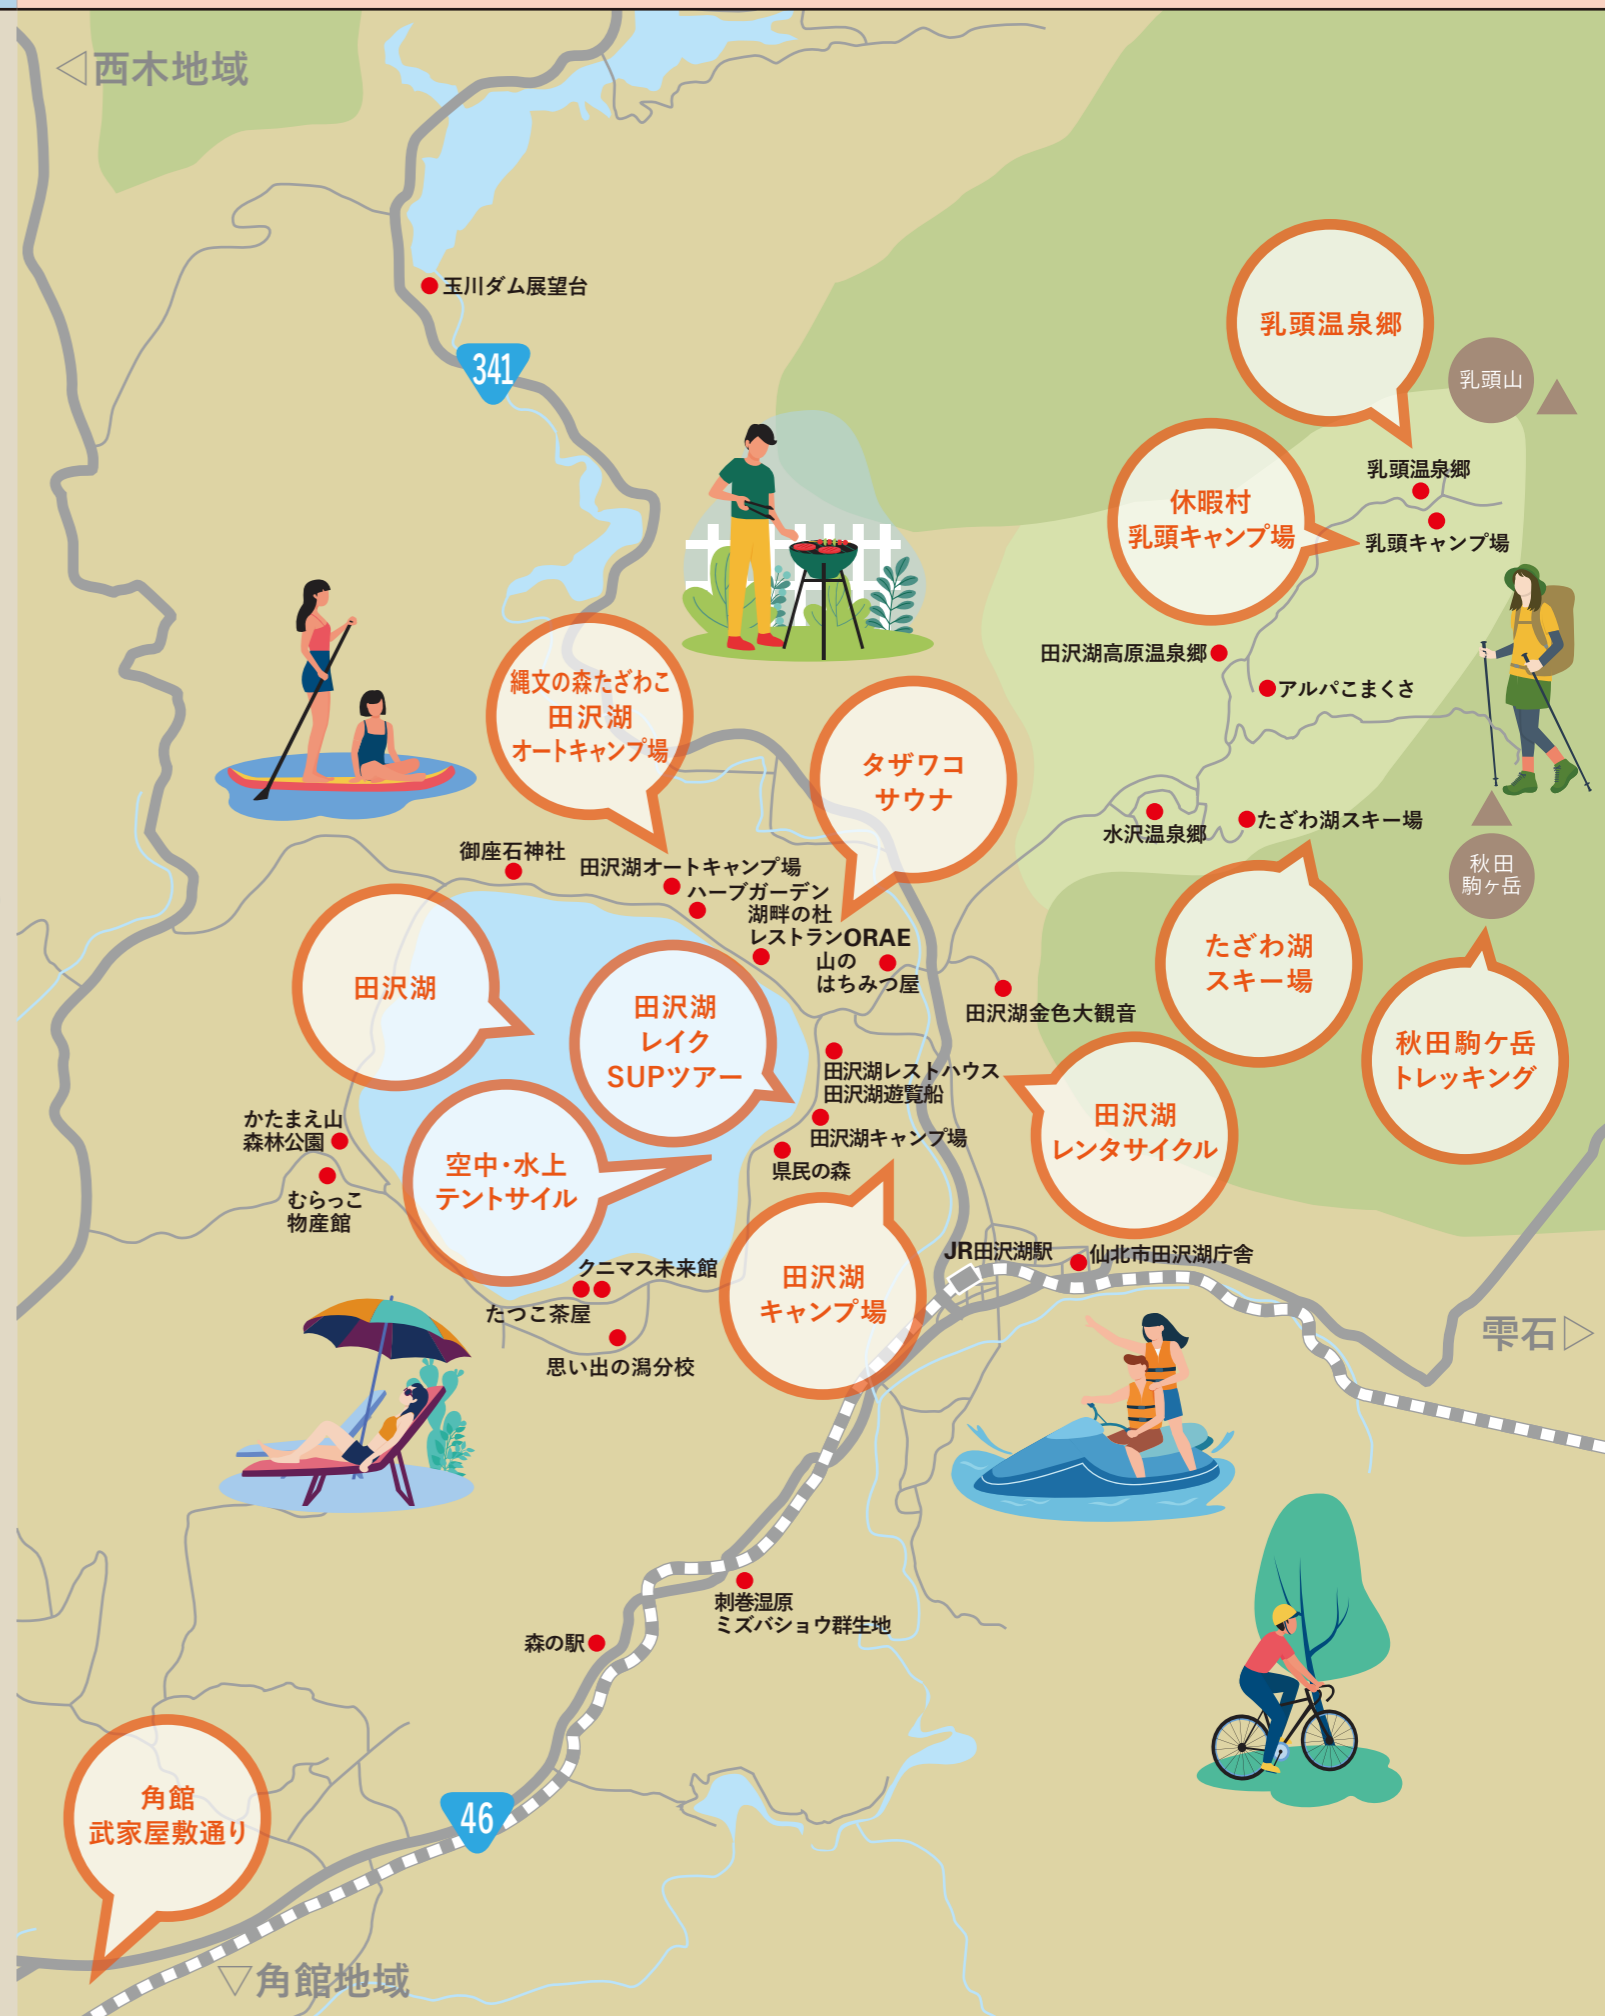 ◁西木地域
玉川ダム展望台
341
乳頭温泉郷
乳頭山
乳頭温泉郷
休暇村
乳頭キャンプ場
乳頭キャンプ場
田沢湖高原温泉郷
アルパこまくさ
縄文の森たざわこ
田沢湖
オートキャンプ場
タザワコ
サウナ
水沢温泉郷
たざわ湖スキー場
秋田
駒ヶ岳
御座石神社
田沢湖オートキャンプ場
ハーブガーデン
湖畔の杜
レストランORAE
山の
はちみつ屋
田沢湖
田沢湖
レイク
SUPツアー
田沢湖金色大観音
たざわ湖
スキー場
秋田駒ケ岳
トレッキング
田沢湖レストハウス
田沢湖遊覧船
田沢湖キャンプ場
県民の森
田沢湖
レンタサイクル
かたまえ山
森林公園
むらっこ
物産館
空中・水上
テントサイル
クニマス未来館
たつこ茶屋
思い出の潟分校
田沢湖
キャンプ場
JR田沢湖駅
仙北市田沢湖庁舎
雫石▷
刺巻湿原
ミズバショウ群生地
森の駅
角館
武家屋敷通り
46
▽角館地域